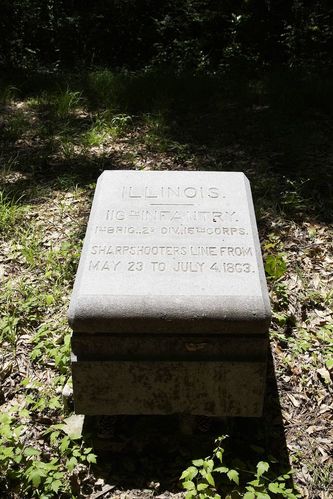 ILLINOIS.
116TH INFANTRY.
1ST BRIG., 2D DIV., 15TH CORPS.
SHARPSHOOTERS LINE FROM
MAY 23 TO JULY 4, 1863.